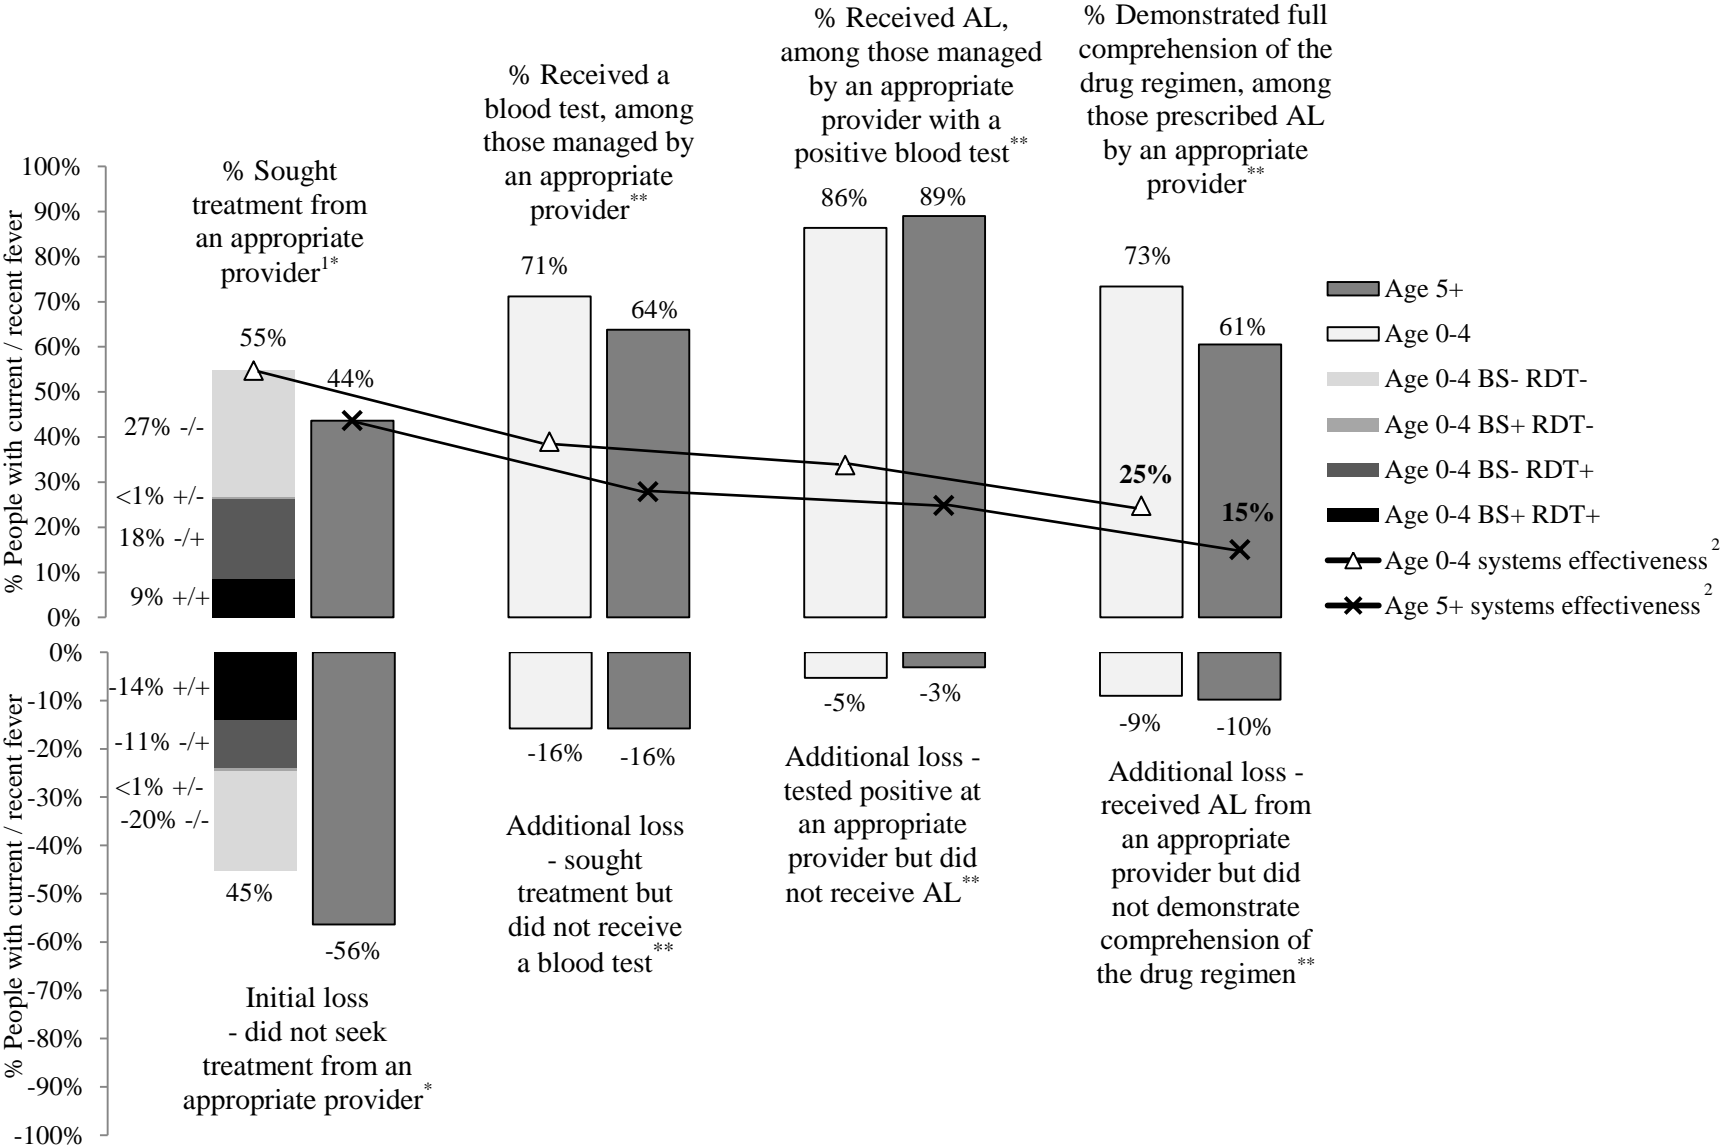 % Sought
treatment from
an appropriate
provider1*
% Received a
blood test, among
those managed by
an appropriate
provider**
% Received AL,
among those managed
by an appropriate
provider with a
positive blood test**
% Demonstrated full
comprehension of the
drug regimen, among
those prescribed AL
by an appropriate
provider**
% People with current / recent fever
100%
90%
80%
70%
60%
50%
40%
30%
20%
10%
0%
55%
44%
27% -/-
<1% +/-
18% -/+
9% +/+
71%
64%
86%
89%
73%
61%
25%
15%
Age 5+
Age 0-4
Age 0-4 BS- RDT-
Age 0-4 BS+ RDT-
Age 0-4 BS- RDT+
Age 0-4 BS+ RDT+
Age 0-4 systems effectiveness2
Age 5+ systems effectiveness2
% People with current / recent fever
0%
-10%
-20%
-30%
-40%
-50%
-60%
-70%
-80%
-90%
-100%
-14% +/+
-11% -/+
<1% +/-
-20% -/-
45%
-56%
Initial loss
- did not seek
treatment from an
appropriate provider*
-16%
-16%
Additional loss
- sought
treatment but
did not receive
a blood test**
-5%
-3%
Additional loss -
tested positive at
an appropriate
provider but did
not receive AL**
-9%
-10%
Additional loss -
received AL from
an appropriate
provider but did
not demonstrate
comprehension of
the drug regimen**